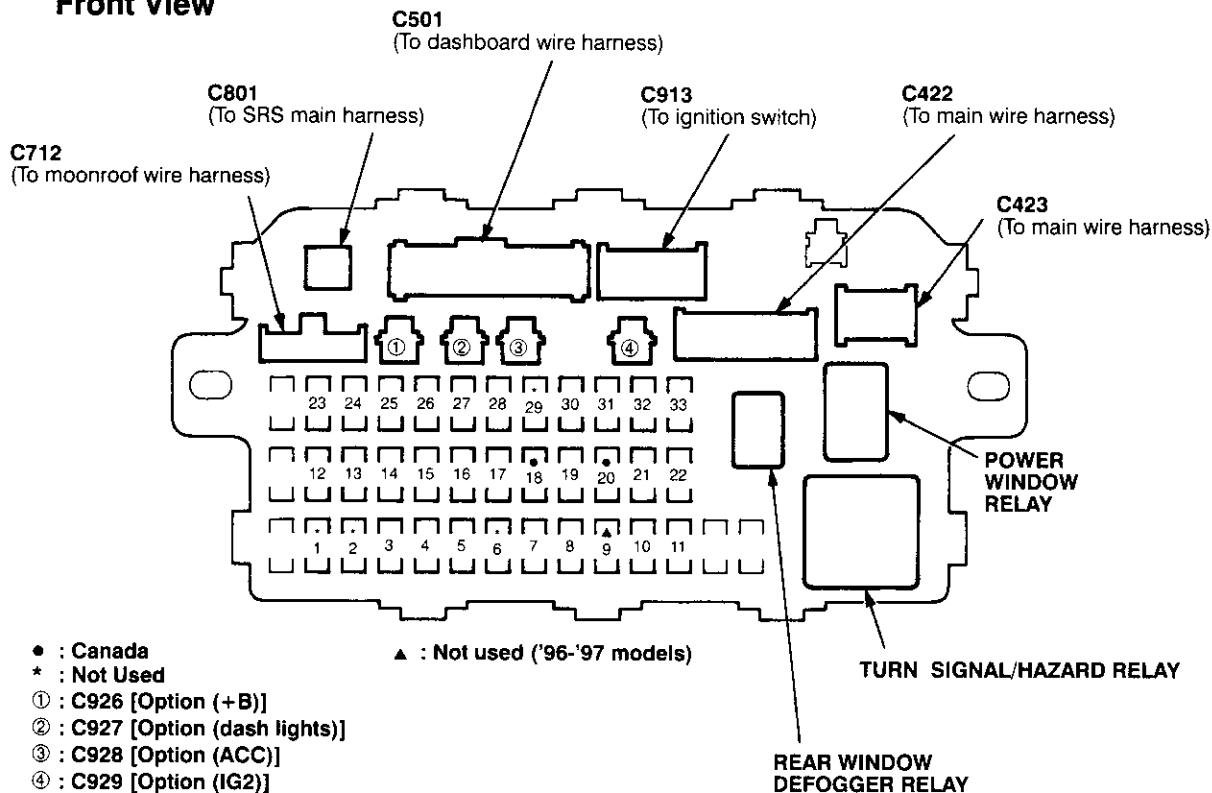 Front View
C501
(To dashboard wire harness)
C801
(To SRS main harness)
C913
(To ignition switch)
C422
(To main wire harness)
C712
(To moonroof wire harness)
C423
(To main wire harness)
① ② ③ ④
23 24 25 26 27 28 * 29 30 31 32 33
12 13 14 15 16 17 ● 18 19 ● 20 21 22
* 1 * 2 3 4 5 * 6 7 8 ▲ 9 10 11
POWER
WINDOW
RELAY
● : Canada
* : Not Used
① : C926 [Option (+B)]
② : C927 [Option (dash lights)]
③ : C928 [Option (ACC)]
④ : C929 [Option (IG2)]
▲ : Not used ('96-'97 models)
TURN SIGNAL/HAZARD RELAY
REAR WINDOW
DEFOGGER RELAY